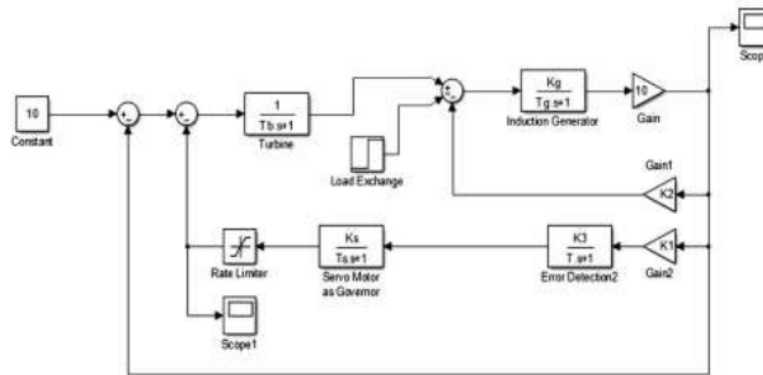 Scope
10
Constant
1
Tb.s+1
Turbine
Load Exchange
Kg
Tg.s+1
Induction Generator
10
Gain
Gain1
K2
Rate Limiter
Ks
Ts.s+1
Servo Motor
as Governor
K3
T.s+1
Error Detection2
K1
Gain2
Scope1